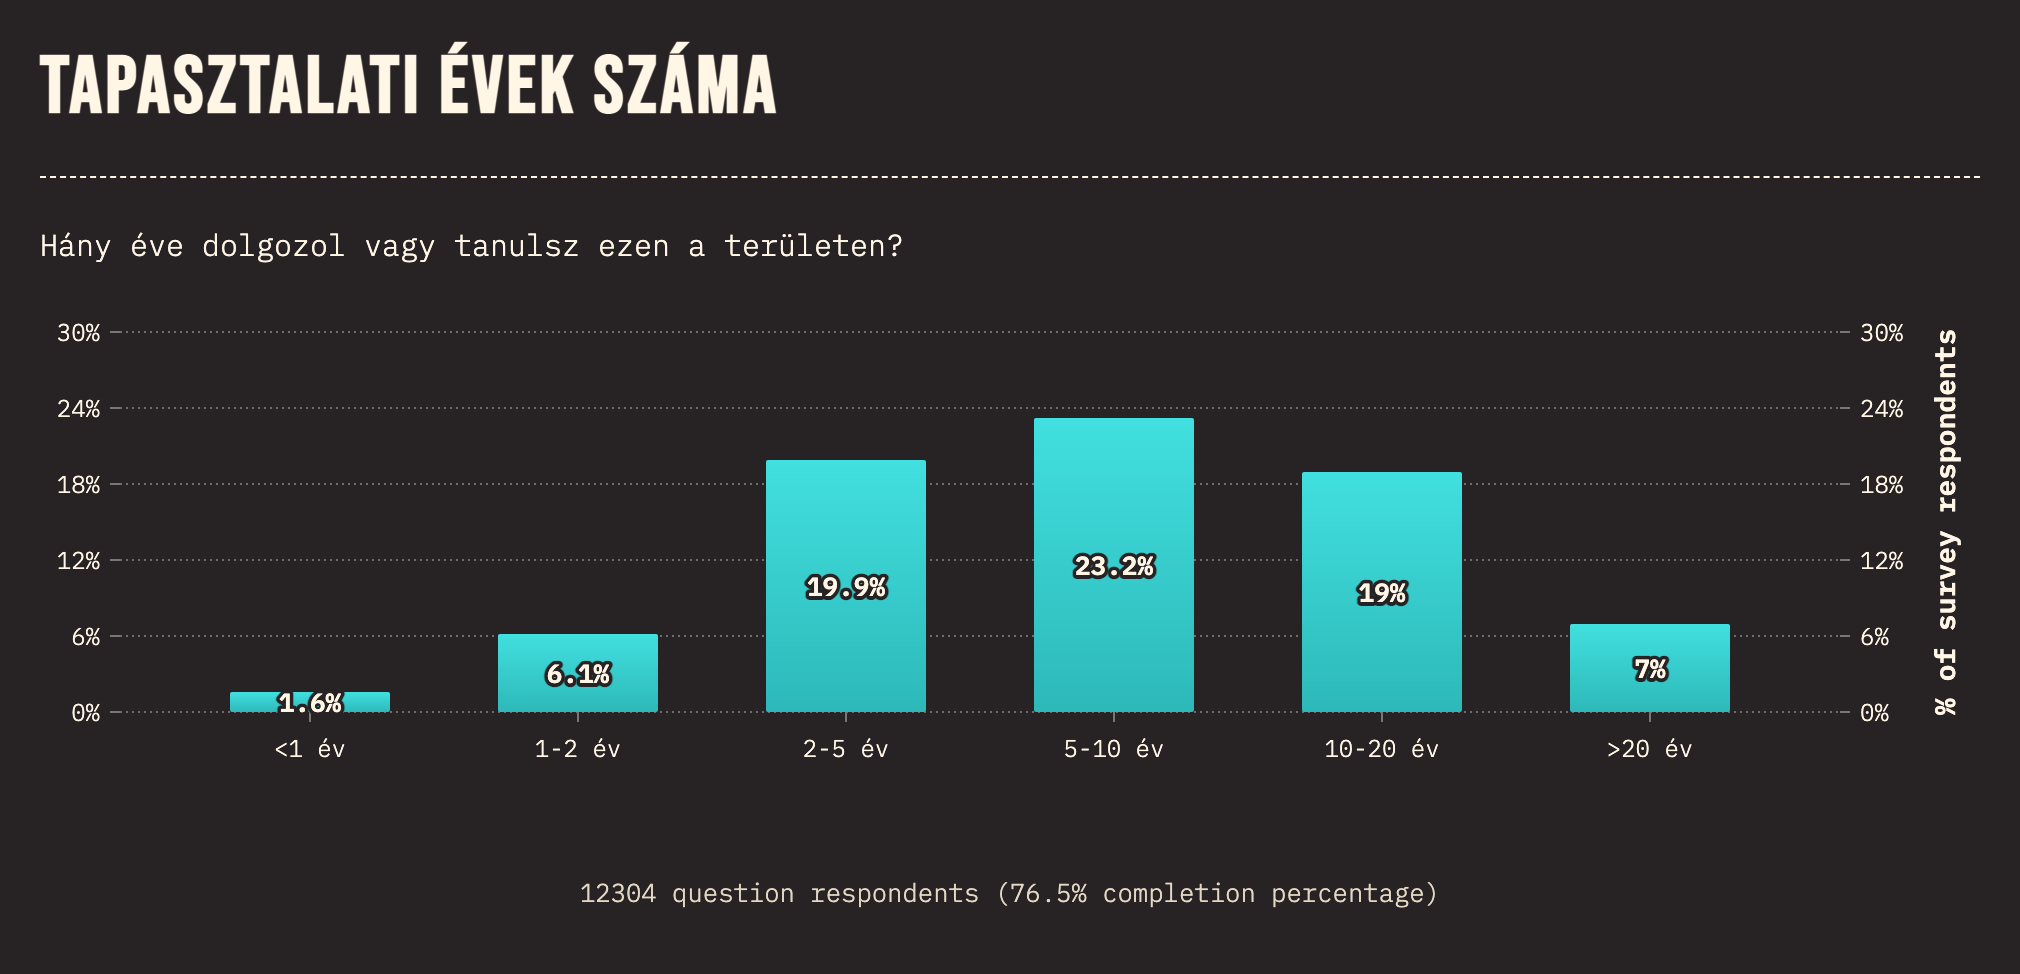 TAPASZTALATI ÉVEK SZÁMA
Hány éve dolgozol vagy tanulsz ezen a területen?
30% 30%
24% 24%
18% 18%
12% 12%
6% 6%
0% 0%
% of survey respondents
1.6% 6.1% 19.9% 23.2% 19% 7%
<1 év 1-2 év 2-5 év 5-10 év 10-20 év >20 év
12304 question respondents (76.5% completion percentage)